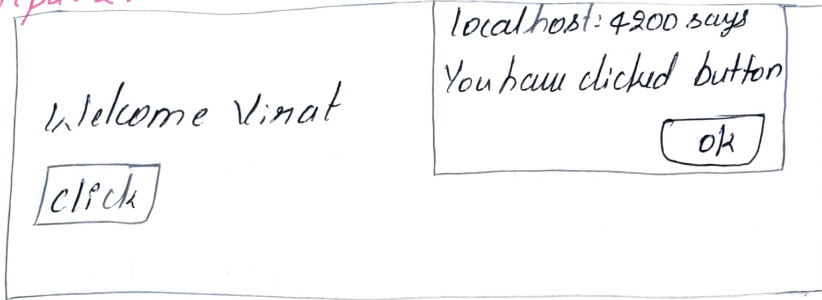 Welcome Virat
click
localhost:4200 says
You have clicked button
ok